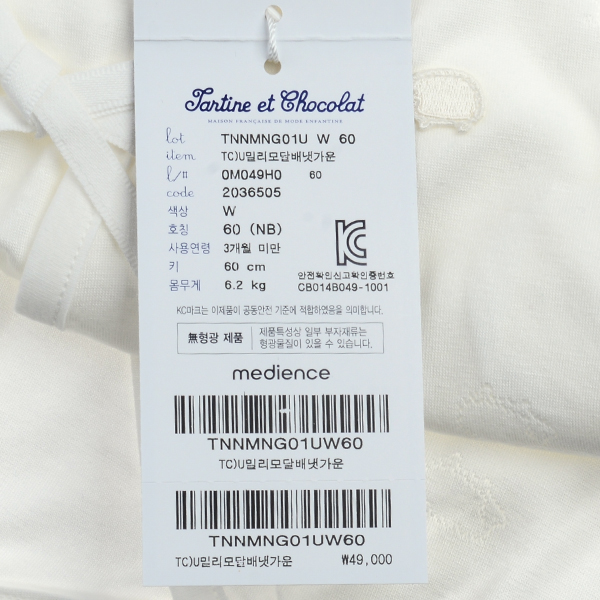 Tartine et Chocolat
MAISON FRANÇAISE DE MODE ENFANTINE
lot TNNMNG01U W 60
item TC)U밀리모달배냇가운
l/# 0M049H0 60
code 2036505
색상 W
호칭 60 (NB)
사용연령 3개월 미만
키 60 cm
몸무게 6.2 kg
안전확인신고확인증번호
CB014B049-1001
KC마크는 이제품이 공통안전 기준에 적합하였음을 의미합니다.
無형광 제품
제품특성상 일부 부자재류는
형광물질이 있을 수 있습니다.
medience
TNNMNG01UW60
TC)U밀리모달배냇가운
TNNMNG01UW60
TC)U밀리모달배냇가운 ₩49,000